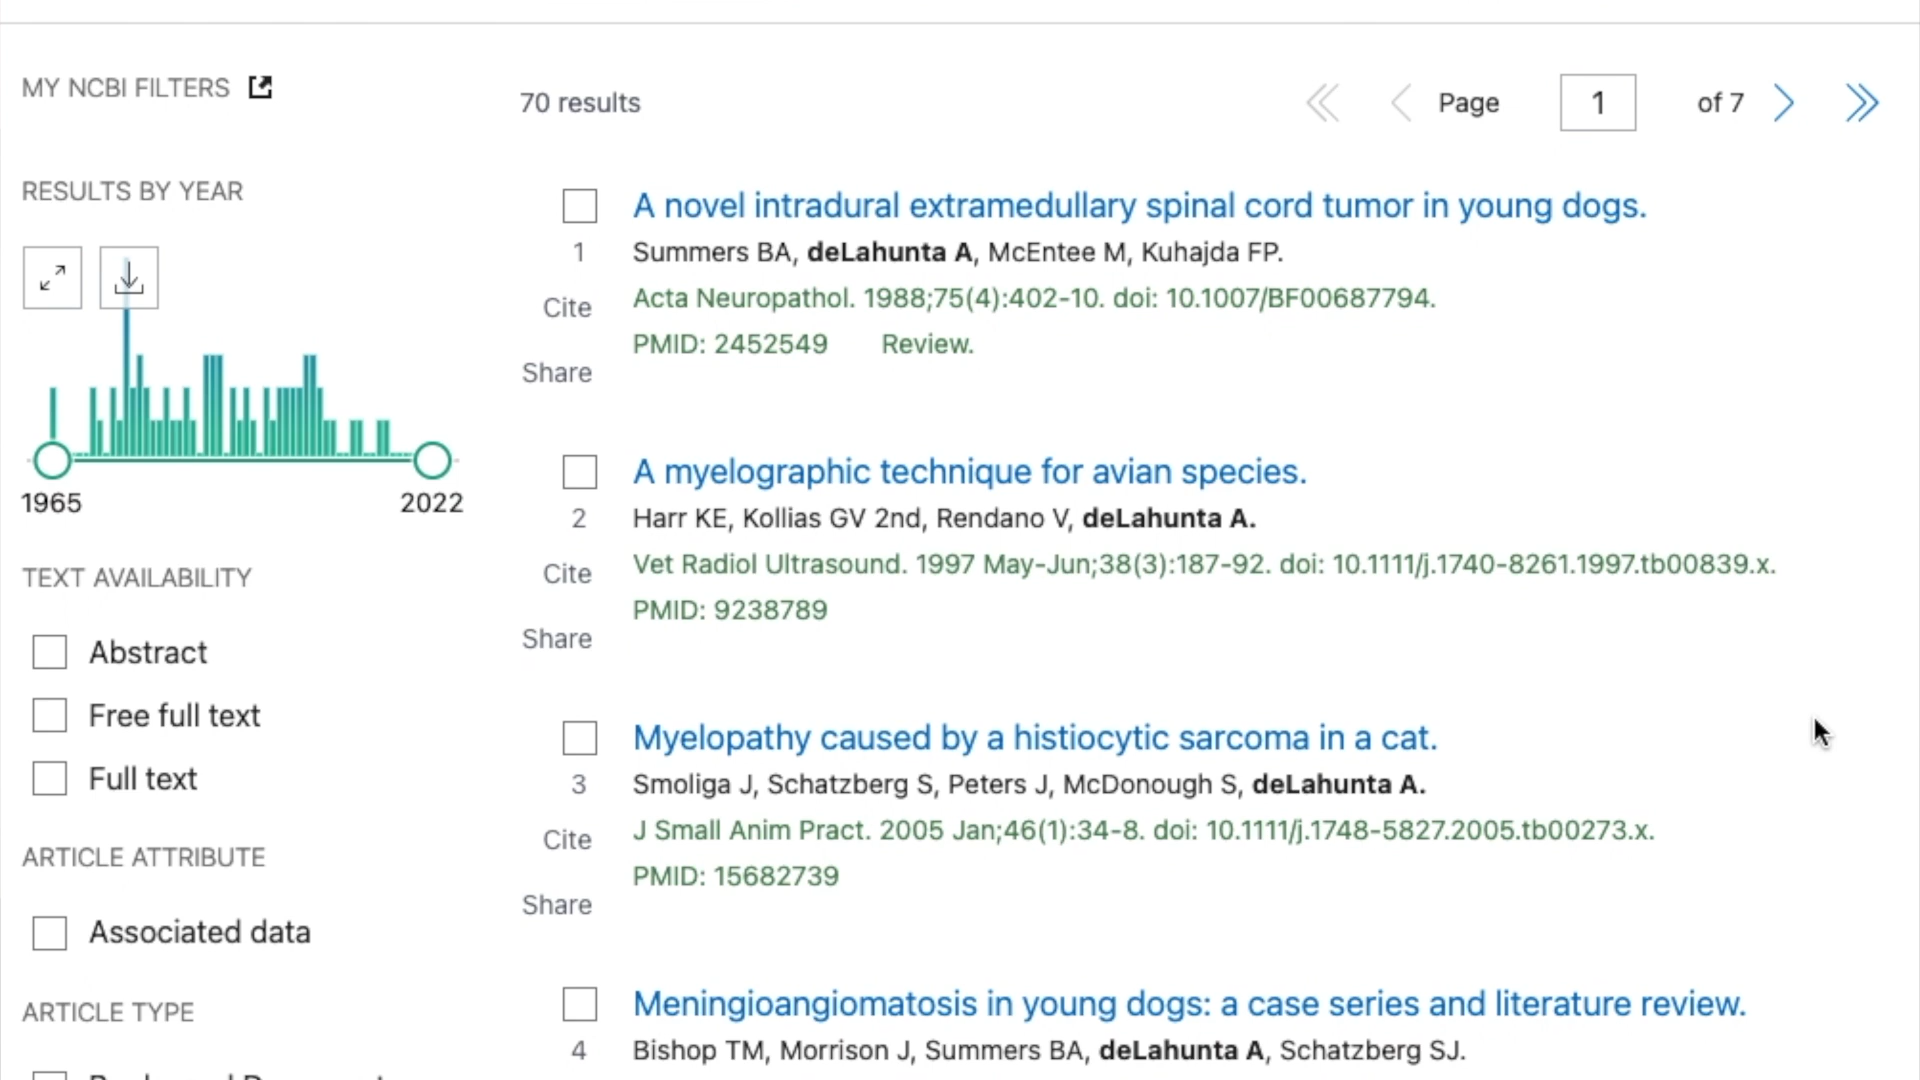 MY NCBI FILTERS
70 results
Page 1 of 7
RESULTS BY YEAR
1965 2022
TEXT AVAILABILITY
Abstract
Free full text
Full text
ARTICLE ATTRIBUTE
Associated data
ARTICLE TYPE
A novel intradural extramedullary spinal cord tumor in young dogs.
1 Summers BA, deLahunta A, McEntee M, Kuhajda FP.
Cite Acta Neuropathol. 1988;75(4):402-10. doi: 10.1007/BF00687794.
PMID: 2452549 Review.
Share
A myelographic technique for avian species.
2 Harr KE, Kollias GV 2nd, Rendano V, deLahunta A.
Cite Vet Radiol Ultrasound. 1997 May-Jun;38(3):187-92. doi: 10.1111/j.1740-8261.1997.tb00839.x.
PMID: 9238789
Share
Myelopathy caused by a histiocytic sarcoma in a cat.
3 Smoliga J, Schatzberg S, Peters J, McDonough S, deLahunta A.
Cite J Small Anim Pract. 2005 Jan;46(1):34-8. doi: 10.1111/j.1748-5827.2005.tb00273.x.
PMID: 15682739
Share
Meningioangiomatosis in young dogs: a case series and literature review.
4 Bishop TM, Morrison J, Summers BA, deLahunta A, Schatzberg SJ.